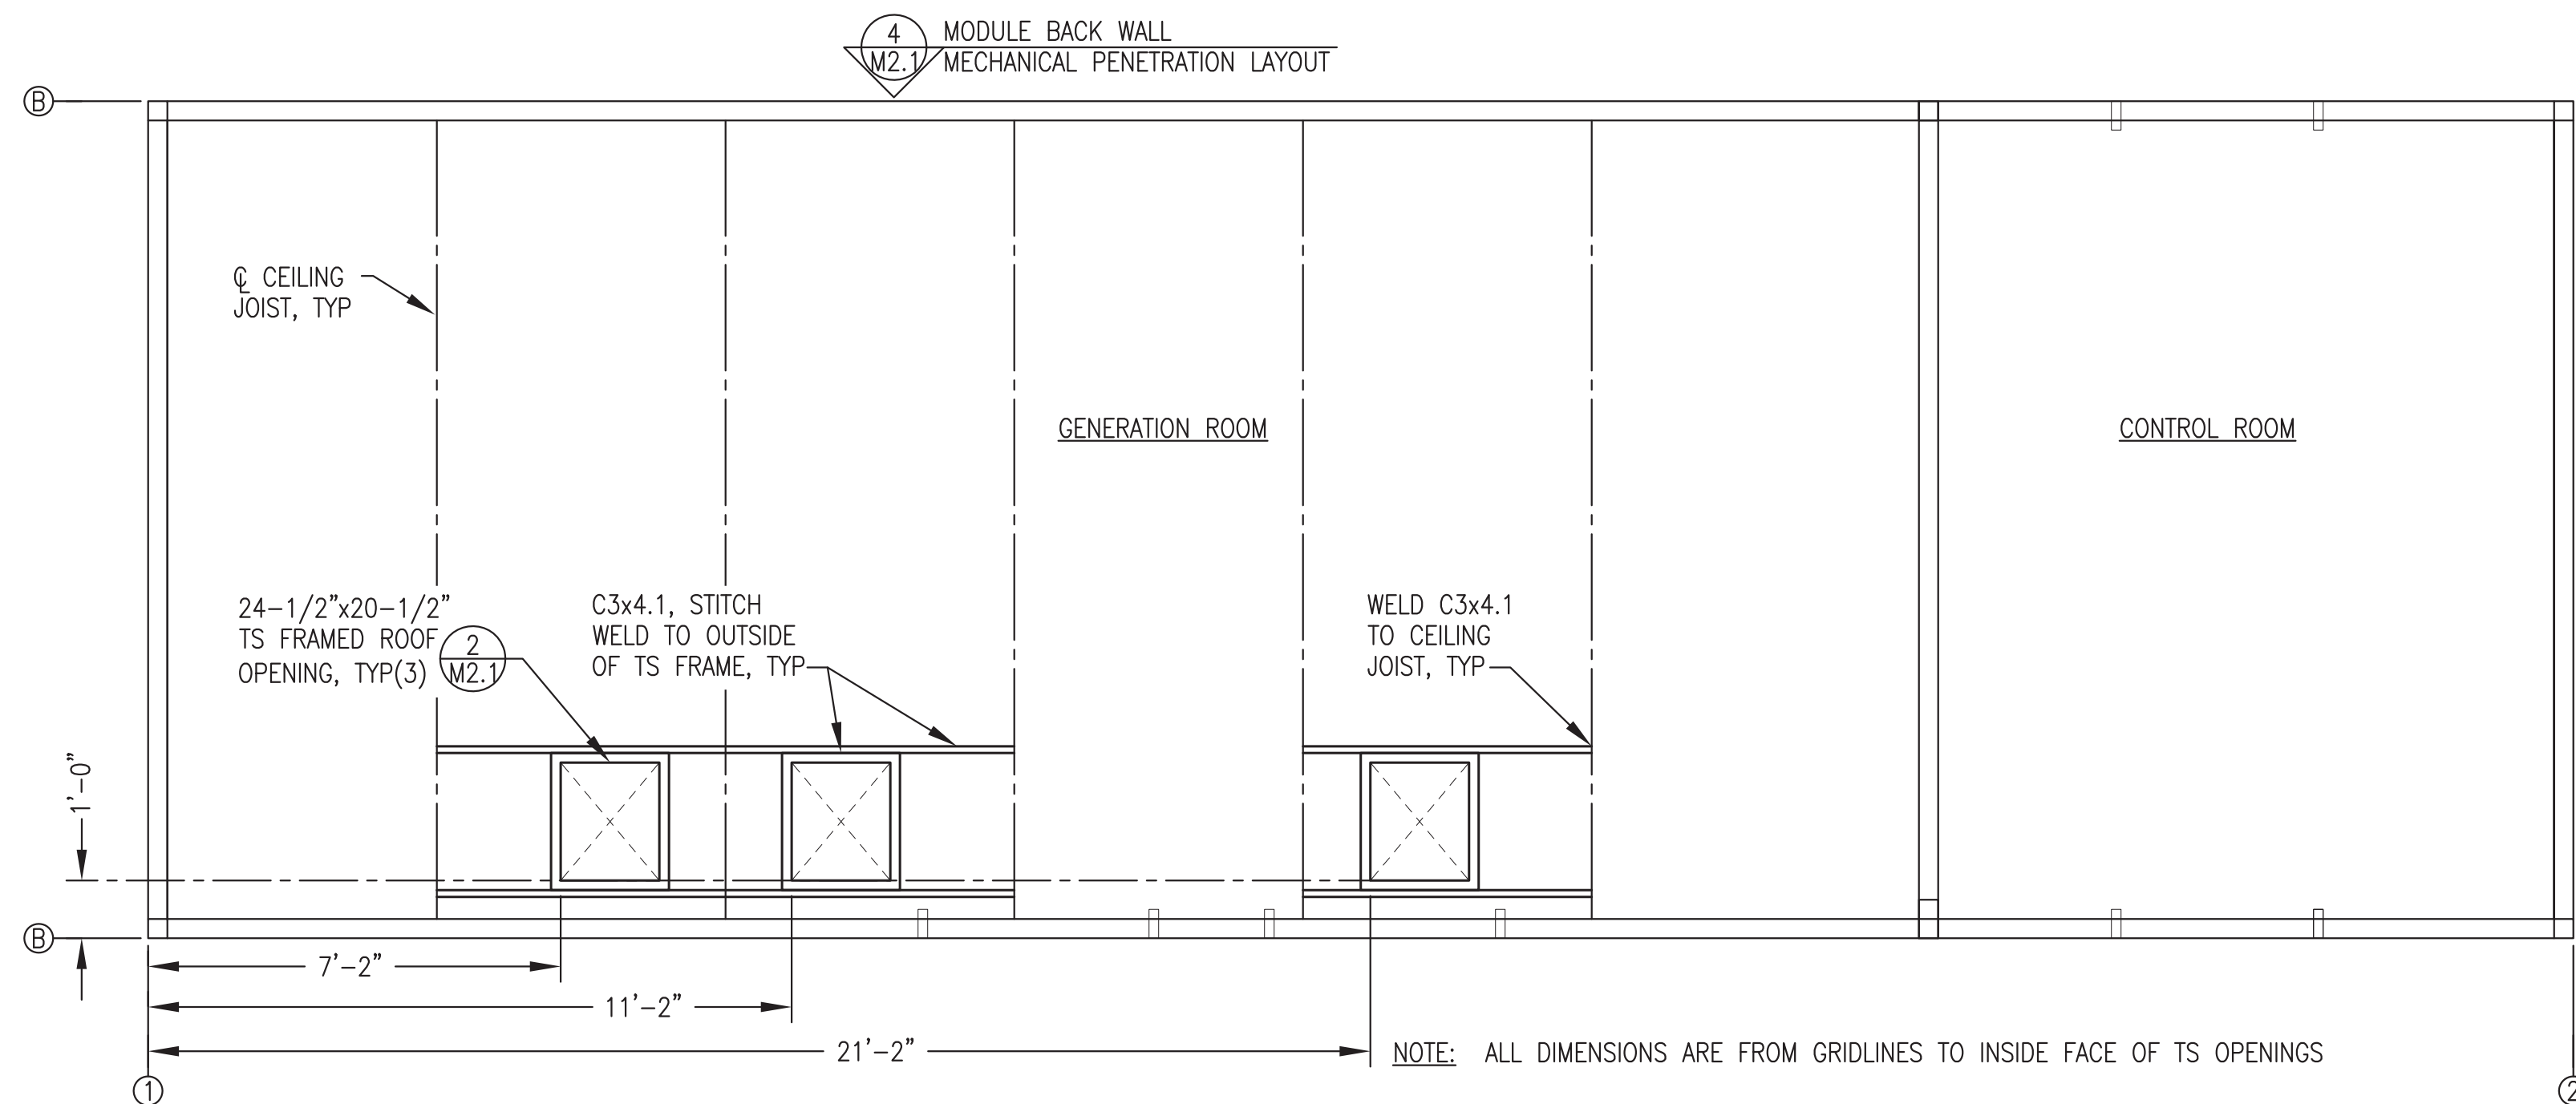 4
M2.1
MODULE BACK WALL
MECHANICAL PENETRATION LAYOUT
B
℄ CEILING
JOIST, TYP
GENERATION ROOM
CONTROL ROOM
24-1/2"x20-1/2"
TS FRAMED ROOF
OPENING, TYP(3)
2
M2.1
C3x4.1, STITCH
WELD TO OUTSIDE
OF TS FRAME, TYP
WELD C3x4.1
TO CEILING
JOIST, TYP
1'-0"
B
7'-2"
11'-2"
21'-2"
NOTE: ALL DIMENSIONS ARE FROM GRIDLINES TO INSIDE FACE OF TS OPENINGS
1
2